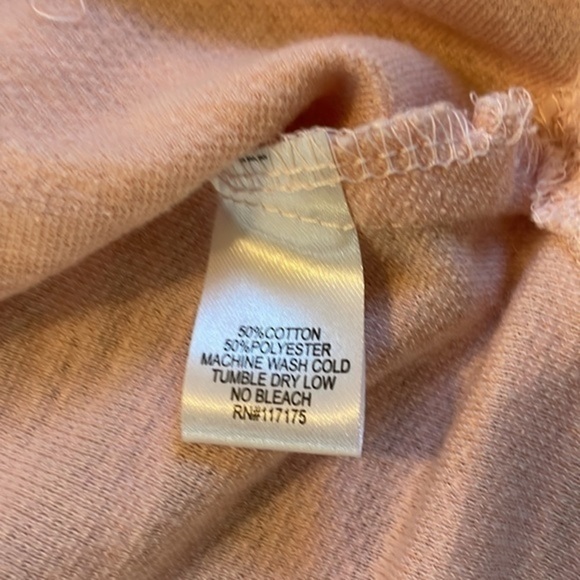 50%COTTON
50%POLYESTER
MACHINE WASH COLD
TUMBLE DRY LOW
NO BLEACH
RN#117175